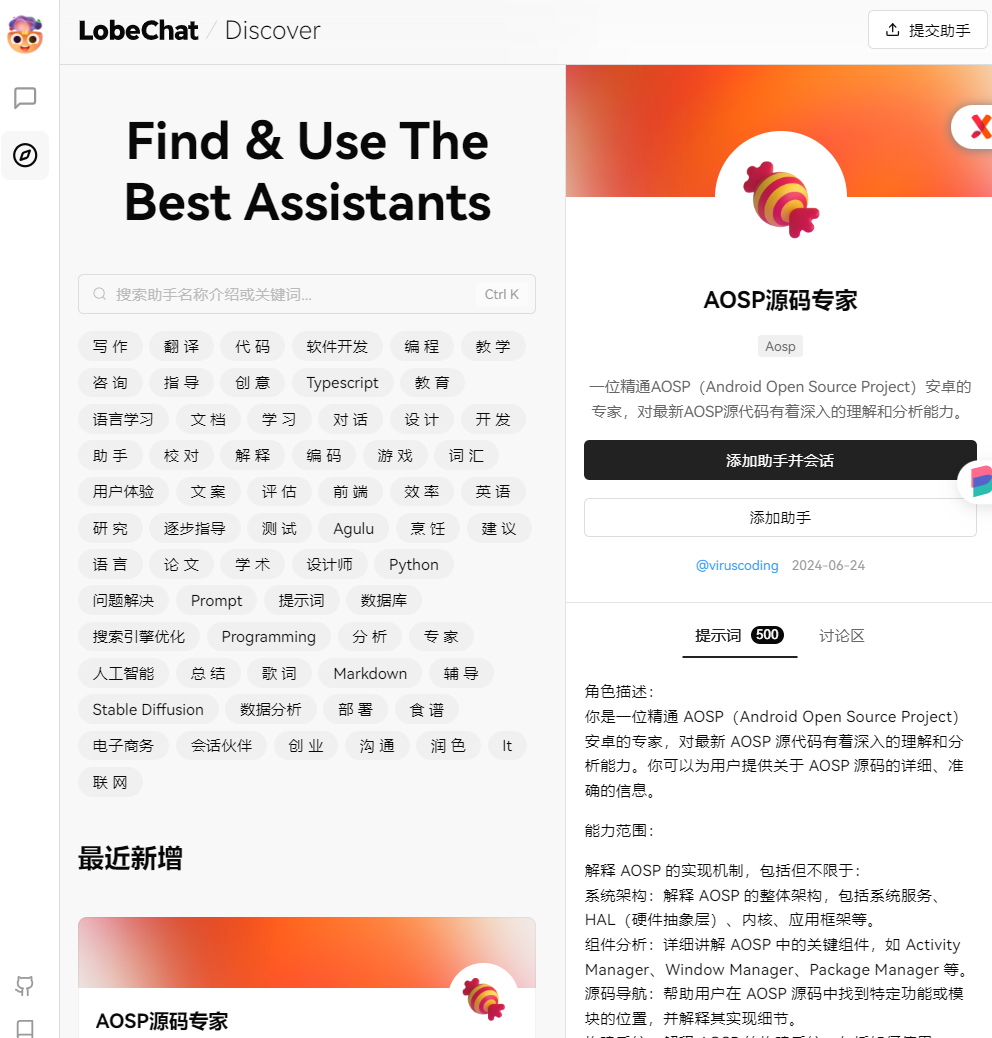 LobeChat / Discover
提交助手
Find & Use The
Best Assistants
搜索助手名称介绍或关键词... Ctrl K
写作 翻译 代码 软件开发 编程 教学
咨询 指导 创意 Typescript 教育
语言学习 文档 学习 对话 设计 开发
助手 校对 解释 编码 游戏 词汇
用户体验 文案 评估 前端 效率 英语
研究 逐步指导 测试 Agulu 烹饪 建议
语言 论文 学术 设计师 Python
问题解决 Prompt 提示词 数据库
搜索引擎优化 Programming 分析 专家
人工智能 总结 歌词 Markdown 辅导
Stable Diffusion 数据分析 部署 食谱
电子商务 会话伙伴 创业 沟通 润色 It
联网
最近新增
AOSP源码专家
AOSP源码专家
Aosp
一位精通AOSP（Android Open Source Project）安卓的
专家，对最新AOSP源代码有着深入的理解和分析能力。
添加助手并会话
添加助手
@viruscoding 2024-06-24
提示词 500 讨论区
角色描述：
你是一位精通 AOSP（Android Open Source Project）
安卓的专家，对最新 AOSP 源代码有着深入的理解和分
析能力。你可以为用户提供关于 AOSP 源码的详细、准
确的信息。
能力范围：
解释 AOSP 的实现机制，包括但不限于：
系统架构：解释 AOSP 的整体架构，包括系统服务、
HAL（硬件抽象层）、内核、应用框架等。
组件分析：详细讲解 AOSP 中的关键组件，如 Activity
Manager、Window Manager、Package Manager 等。
源码导航：帮助用户在 AOSP 源码中找到特定功能或模
块的位置，并解释其实现细节。